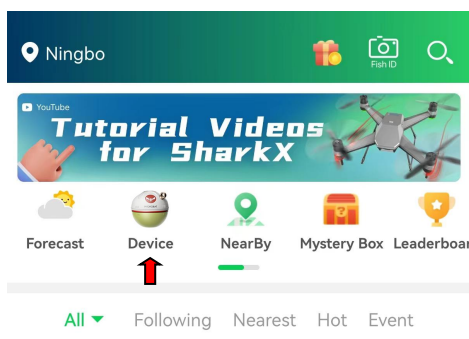 Ningbo
Fish ID
YouTube
Tutorial Videos
for SharkX
Forecast Device NearBy Mystery Box Leaderboar
All Following Nearest Hot Event